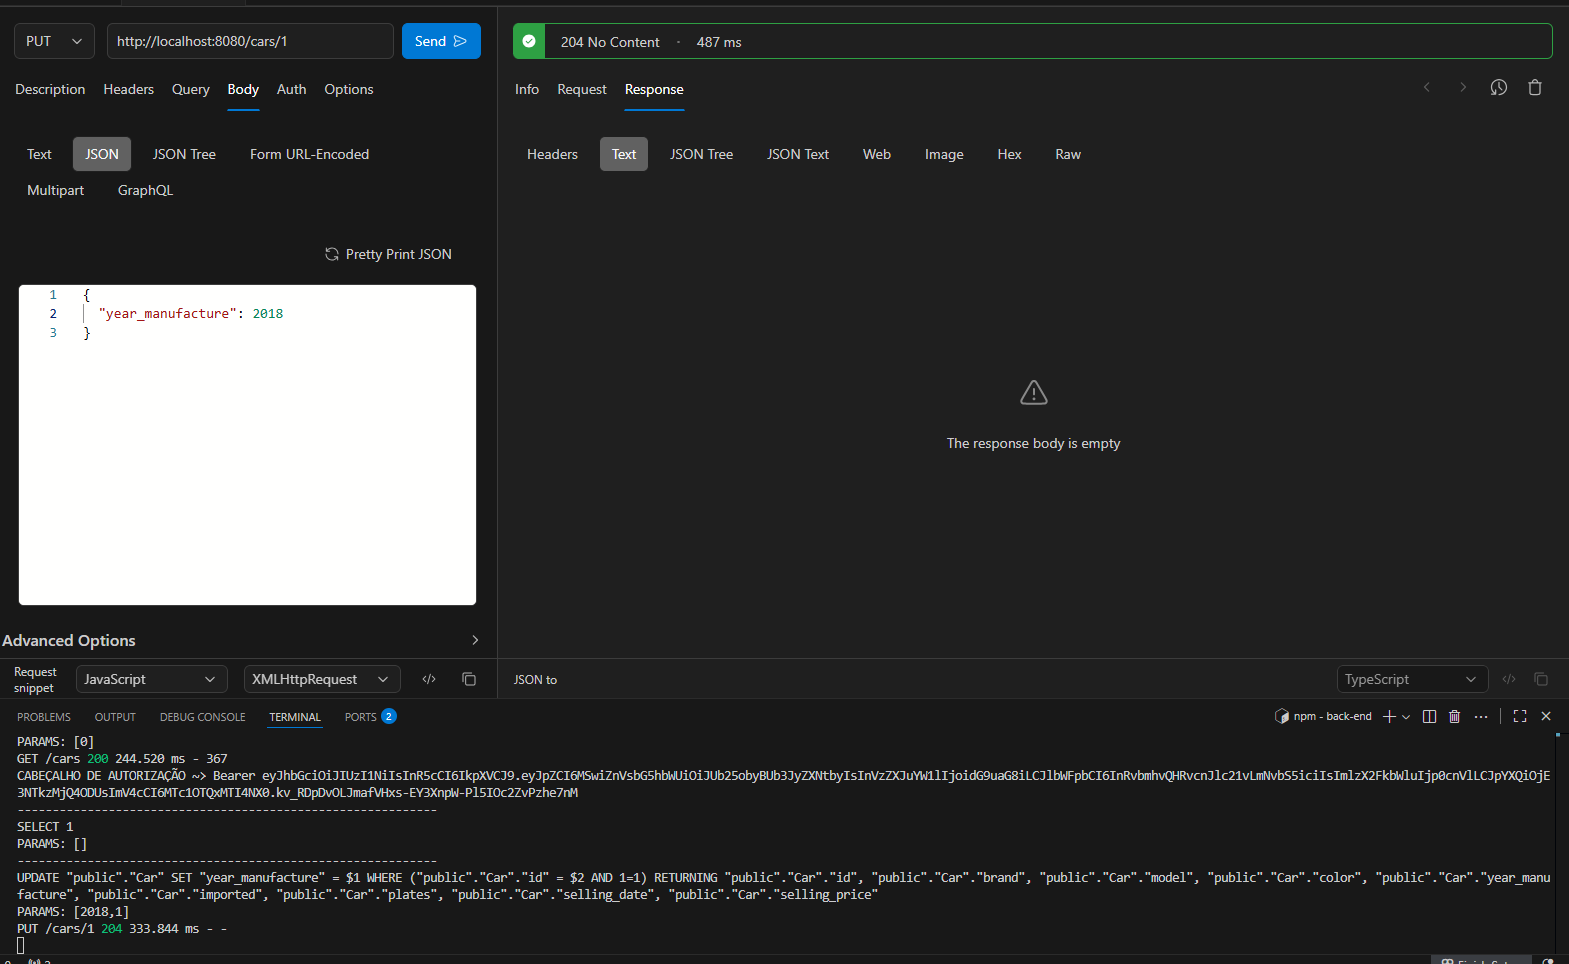 PUT
http://localhost:8080/cars/1
Send
204 No Content · 487 ms
Description Headers Query Body Auth Options
Info Request Response
Text JSON JSON Tree Form URL-Encoded
Multipart GraphQL
Headers Text JSON Tree JSON Text Web Image Hex Raw
Pretty Print JSON
1 {
2 "year_manufacture": 2018
3 }
The response body is empty
Advanced Options
Request snippet
JavaScript
XMLHttpRequest
JSON to
TypeScript
PROBLEMS OUTPUT DEBUG CONSOLE TERMINAL PORTS 2
npm - back-end
PARAMS: [0]
GET /cars 200 244.520 ms - 367
CABEÇALHO DE AUTORIZAÇÃO ~> Bearer
------------------------------------------------------------
SELECT 1
PARAMS: []
------------------------------------------------------------
UPDATE "public"."Car" SET "year_manufacture" = $1 WHERE ("public"."Car"."id" = $2 AND 1=1) RETURNING "public"."Car"."id", "public"."Car"."brand", "public"."Car"."model", "public"."Car"."color", "public"."Car"."year_manu
facture", "public"."Car"."imported", "public"."Car"."plates", "public"."Car"."selling_date", "public"."Car"."selling_price"
PARAMS: [2018,1]
PUT /cars/1 204 333.844 ms - -